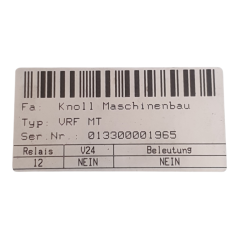 Fa: Knoll Maschinenbau
Typ: VRF MT
Ser.Nr.: 013300001965
Relais V24 Beleutung
12 NEIN NEIN